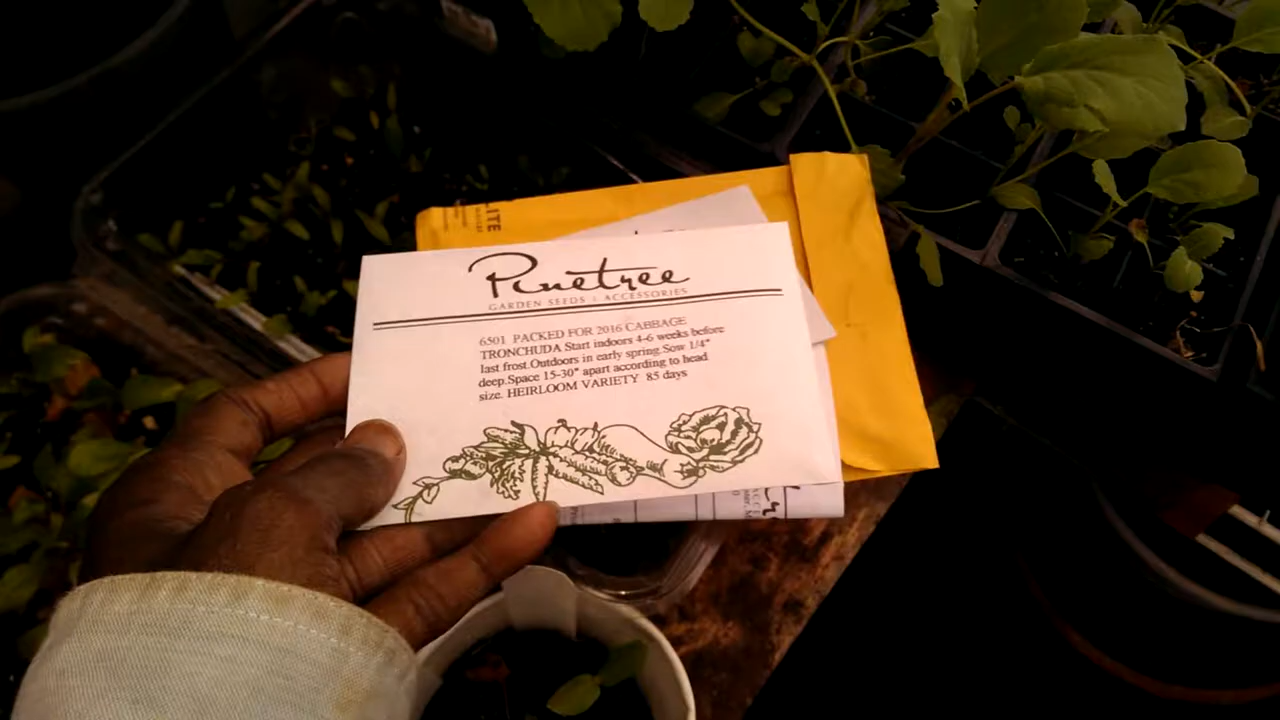 LITE
Pinetree
GARDEN SEEDS & ACCESSORIES
6501 PACKED FOR 2016 CABBAGE
TRONCHUDA Start indoors 4-6 weeks before
last frost.Outdoors in early spring.Sow 1/4"
deep.Space 15-30" apart according to head
size. HEIRLOOM VARIETY 85 days